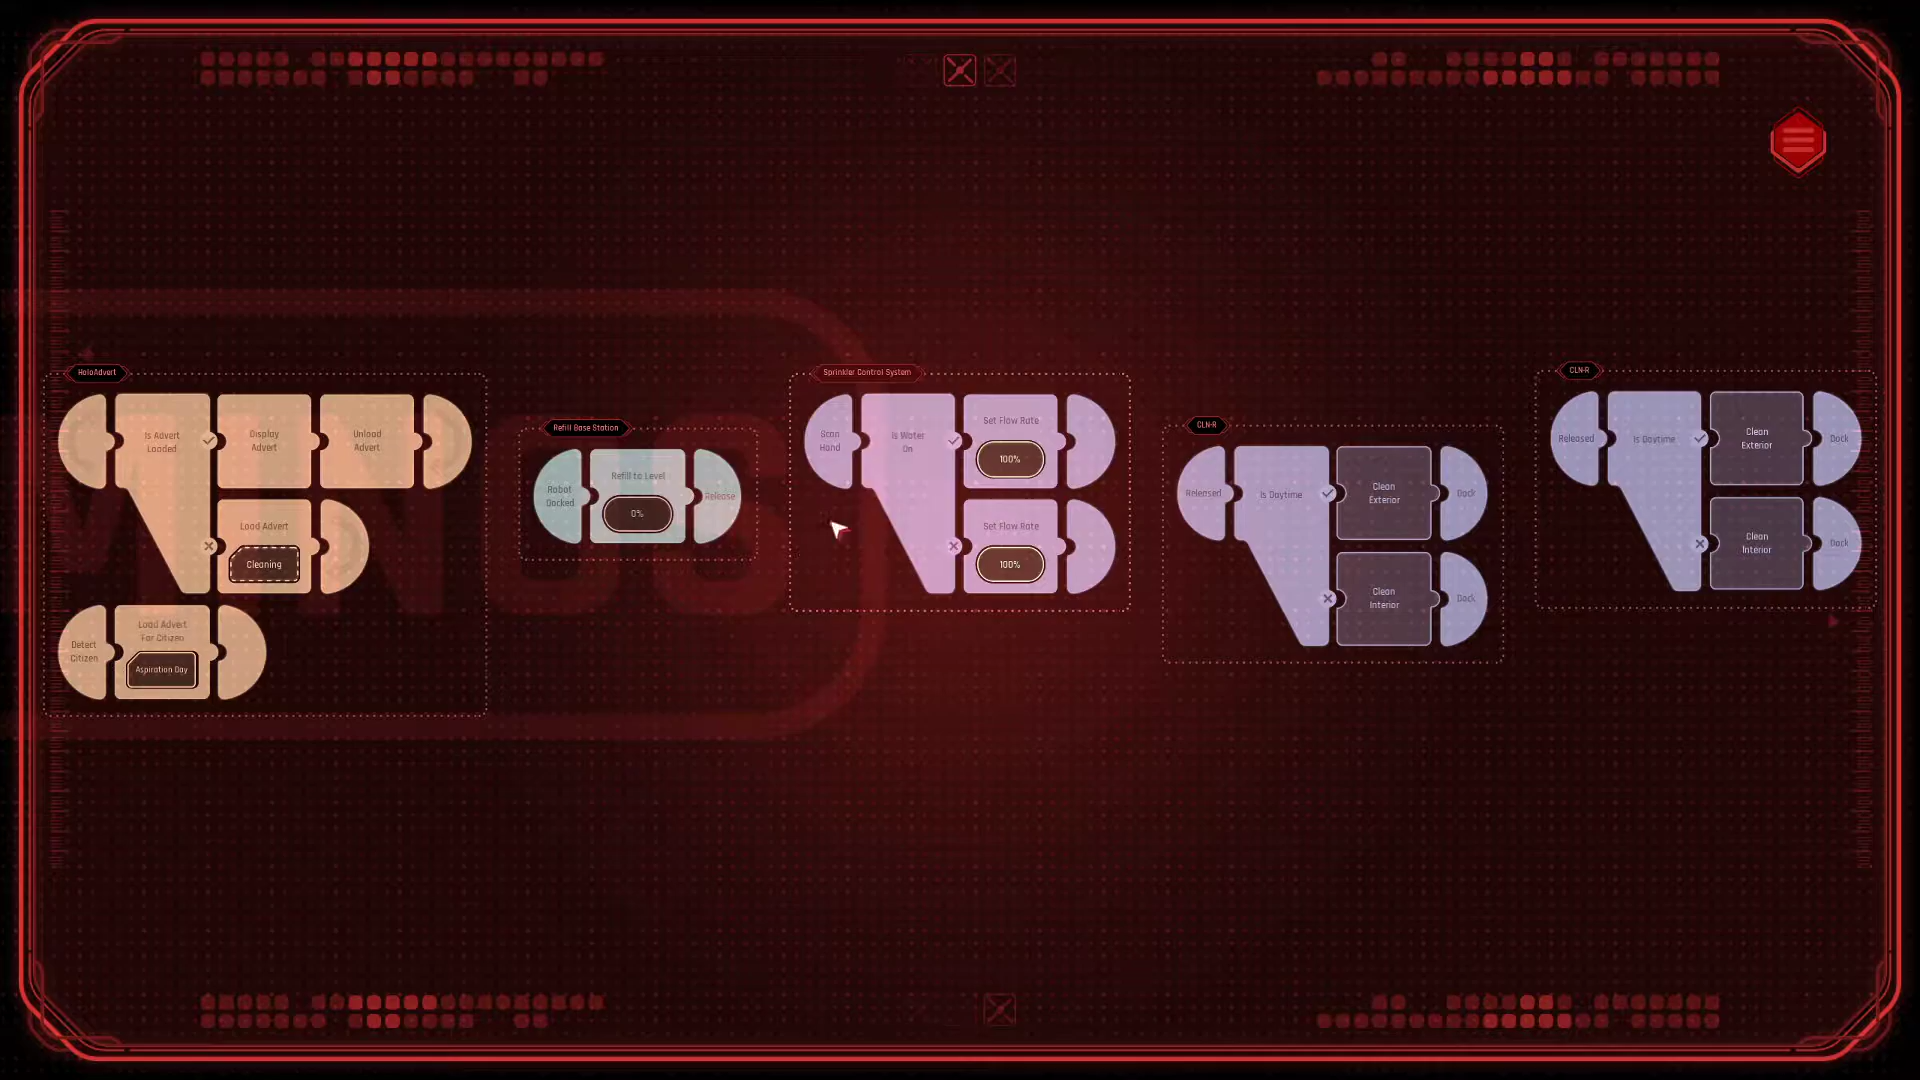 HoloAdvert
Is Advert
Loaded
Display
Advert
Unload
Advert
Load Advert
Cleaning
Detect
Citizen
Load Advert
For Citizen
Aspiration Day
Refill Base Station
Robot
Docked
Refill to Level
0%
Release
Sprinkler Control System
Scan
Hand
Is Water
On
Set Flow Rate
100%
Set Flow Rate
100%
CLN-R
Released
Is Daytime
Clean
Exterior
Dock
Clean
Interior
Dock
CLN-R
Released
Is Daytime
Clean
Exterior
Dock
Clean
Interior
Dock